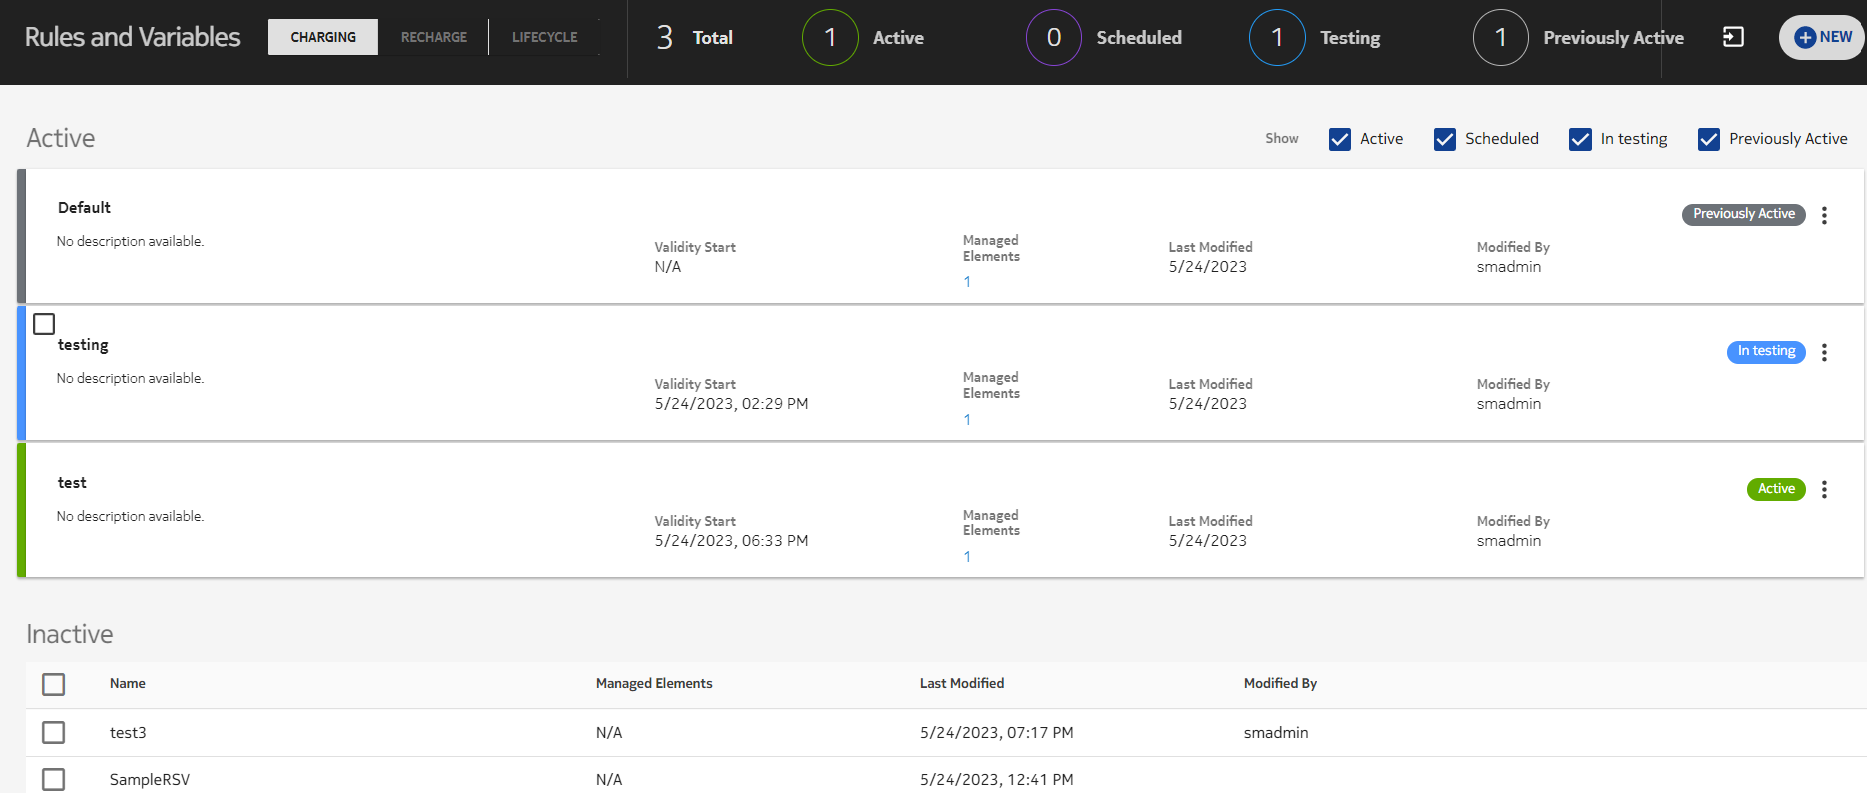 Rules and Variables
CHARGING RECHARGE LIFECYCLE
3 Total
1 Active
0 Scheduled
1 Testing
1 Previously Active
NEW
Active
Show Active Scheduled In testing Previously Active
Default
Previously Active
No description available.
Validity Start
N/A
Managed
Elements
1
Last Modified
5/24/2023
Modified By
smadmin
testing
In testing
No description available.
Validity Start
5/24/2023, 02:29 PM
Managed
Elements
1
Last Modified
5/24/2023
Modified By
smadmin
test
Active
No description available.
Validity Start
5/24/2023, 06:33 PM
Managed
Elements
1
Last Modified
5/24/2023
Modified By
smadmin
Inactive
Name Managed Elements Last Modified Modified By
test3 N/A 5/24/2023, 07:17 PM smadmin
SampleRSV N/A 5/24/2023, 12:41 PM